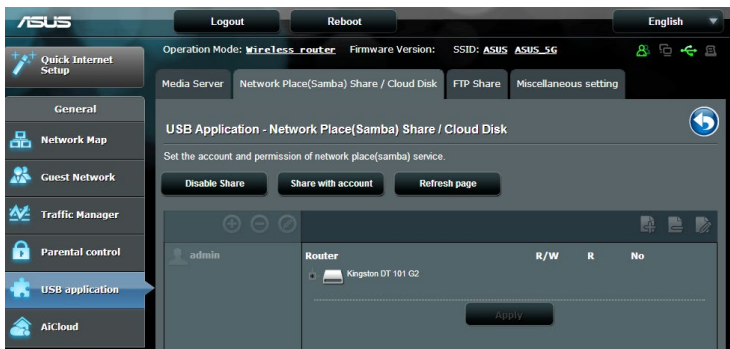 ASUS
Logout
Reboot
English
Operation Mode: Wireless router Firmware Version: SSID: ASUS ASUS_5G
Quick Internet
Setup
General
Network Map
Guest Network
Traffic Manager
Parental control
USB application
AiCloud
Media Server
Network Place(Samba) Share / Cloud Disk
FTP Share
Miscellaneous setting
USB Application - Network Place(Samba) Share / Cloud Disk
Set the account and permission of network place(samba) service.
Disable Share
Share with account
Refresh page
admin
Router R/W R No
Kingston DT 101 G2
Apply